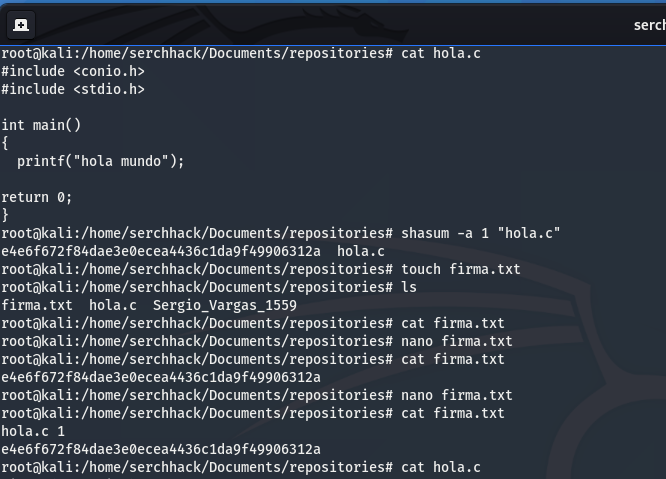 serch
root@kali:/home/serchhack/Documents/repositories# cat hola.c
#include <conio.h>
#include <stdio.h>
int main()
{
printf("hola mundo");
return 0;
}
root@kali:/home/serchhack/Documents/repositories# shasum -a 1 "hola.c"
e4e6f672f84dae3e0ecea4436c1da9f49906312a  hola.c
root@kali:/home/serchhack/Documents/repositories# touch firma.txt
root@kali:/home/serchhack/Documents/repositories# ls
firma.txt  hola.c  Sergio_Vargas_1559
root@kali:/home/serchhack/Documents/repositories# cat firma.txt
root@kali:/home/serchhack/Documents/repositories# nano firma.txt
root@kali:/home/serchhack/Documents/repositories# cat firma.txt
e4e6f672f84dae3e0ecea4436c1da9f49906312a
root@kali:/home/serchhack/Documents/repositories# nano firma.txt
root@kali:/home/serchhack/Documents/repositories# cat firma.txt
hola.c 1
e4e6f672f84dae3e0ecea4436c1da9f49906312a
root@kali:/home/serchhack/Documents/repositories# cat hola.c